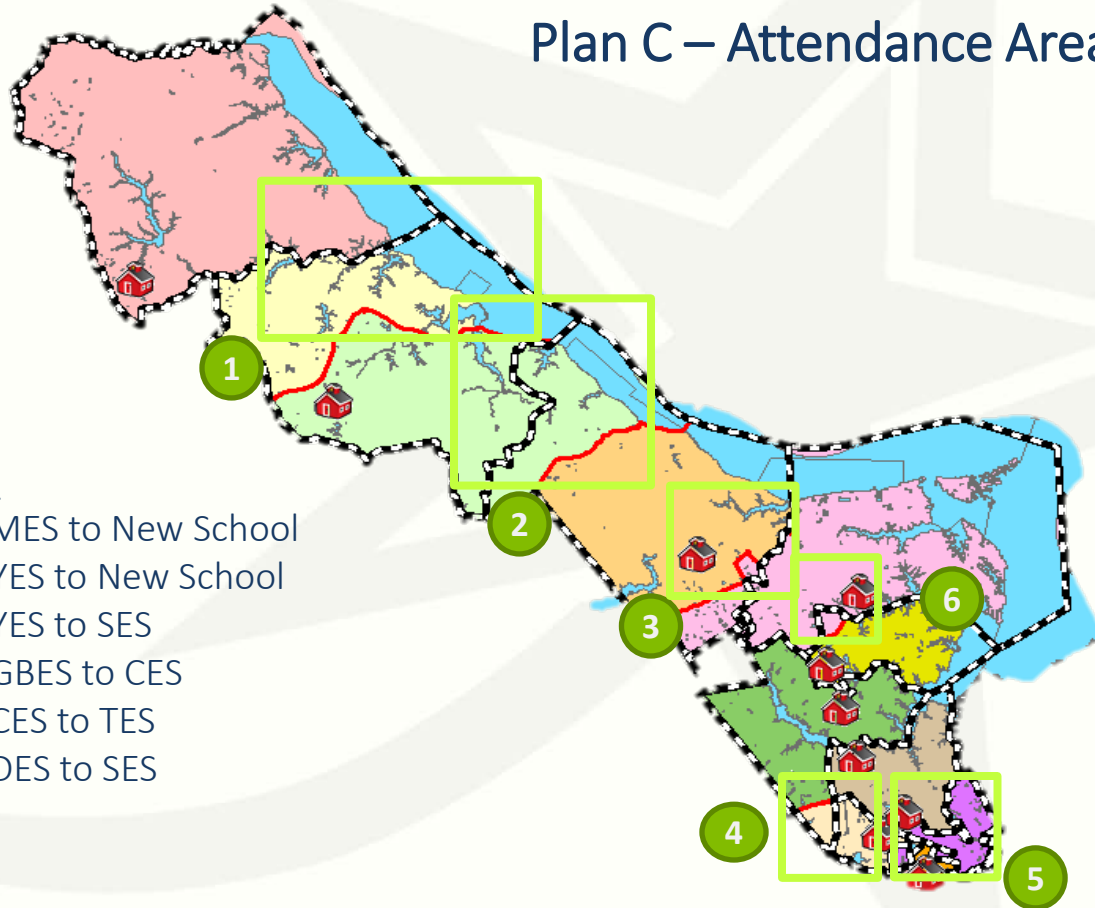 Plan C – Attendance Area
MES to New School
YES to New School
YES to SES
GBES to CES
CES to TES
DES to SES
1
2
3
6
4
5